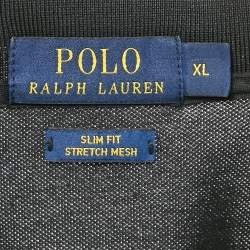 POLO
RALPH LAUREN
XL
SLIM FIT
STRETCH MESH